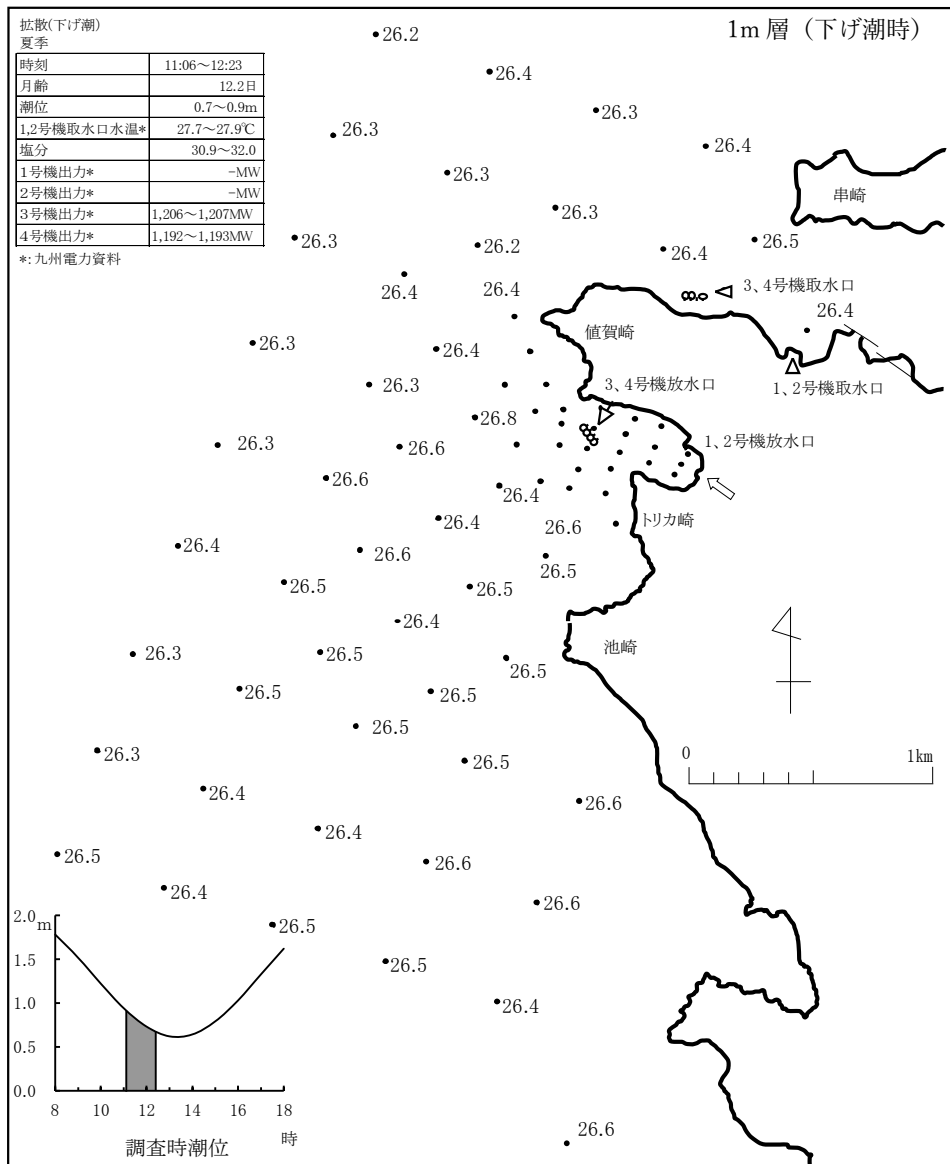 拡散(下げ潮)
夏季
時刻 11:06～12:23
月齢 12.2日
潮位 0.7～0.9m
1,2号機取水口水温* 27.7～27.9℃
塩分 30.9～32.0
1号機出力* −MW
2号機出力* −MW
3号機出力* 1,206～1,207MW
4号機出力* 1,192～1,193MW
*:九州電力資料
1m 層（下げ潮時）
26.2
26.4
26.3
26.3
26.4
26.3
串崎
26.3
26.3
26.2
26.4
26.5
26.4
26.4
3、4号機取水口
26.4
値賀崎
26.3
26.4
26.3
3、4号機放水口
1、2号機取水口
26.8
26.3
26.6
1、2号機放水口
26.6
26.4
26.4
26.6
トリカ崎
26.4
26.6
26.5
26.5
26.5
26.4
26.3
26.5
池崎
26.5
26.5
26.5
26.5
26.3
26.5
0 1km
26.4
26.6
26.4
26.5
26.6
26.4
26.6
26.5
26.5
26.4
26.6
2.0
m
1.5
1.0
0.5
0.0
8 10 12 14 16 18
時
調査時潮位